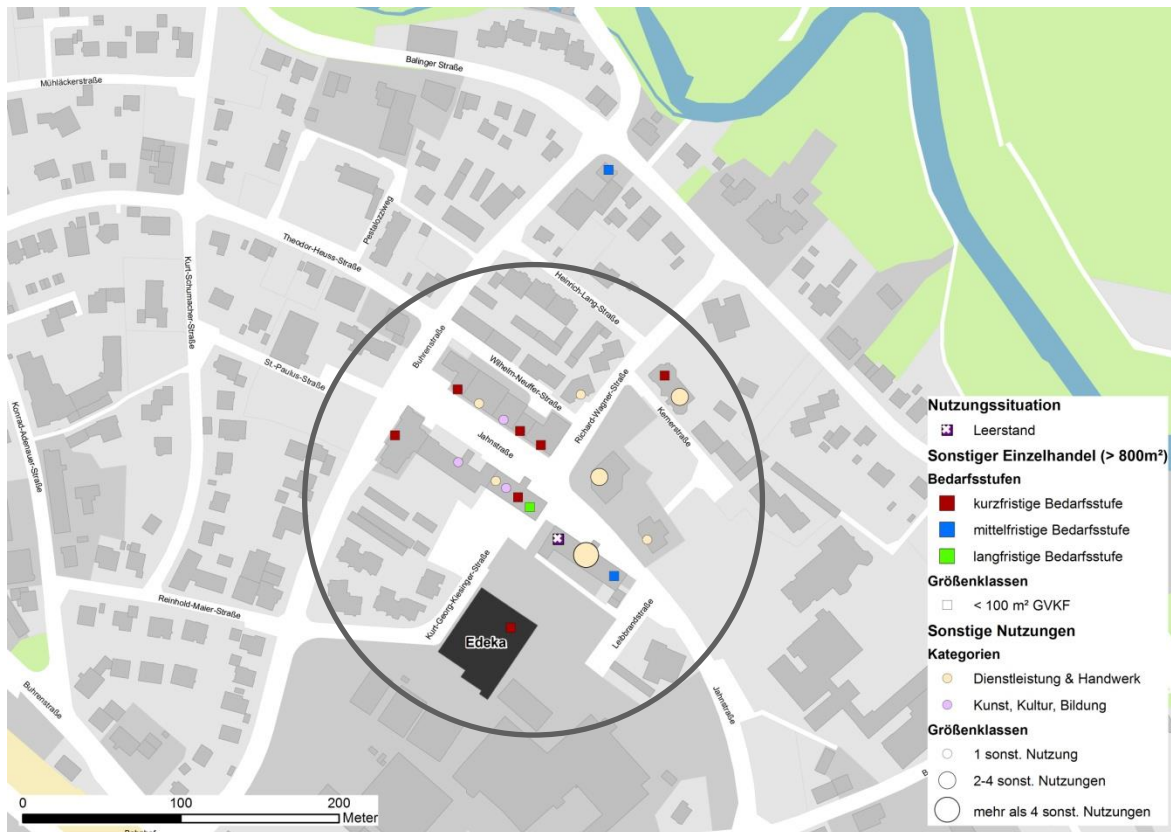 Balinger Straße
Mühläckerstraße
Pestalozziweg
Theodor-Heuss-Straße
Kurt-Schumacher-Straße
Heinrich-Lang-Straße
Buhrenstraße
St.-Paulus-Straße
Wilhelm-Neuffer-Straße
Richard-Wagner-Straße
Kernerstraße
Konrad-Adenauer-Straße
Jahnstraße
Reinhold-Maier-Straße
Kurt-Georg-Kiesinger-Straße
Edeka
Leibbrandstraße
Buhrenstraße
Jahnstraße
Nutzungssituation
Leerstand
Sonstiger Einzelhandel (> 800m²)
Bedarfsstufen
kurzfristige Bedarfsstufe
mittelfristige Bedarfsstufe
langfristige Bedarfsstufe
Größenklassen
< 100 m² GVKF
Sonstige Nutzungen
Kategorien
Dienstleistung & Handwerk
Kunst, Kultur, Bildung
Größenklassen
1 sonst. Nutzung
2-4 sonst. Nutzungen
mehr als 4 sonst. Nutzungen
0 100 200
Meter